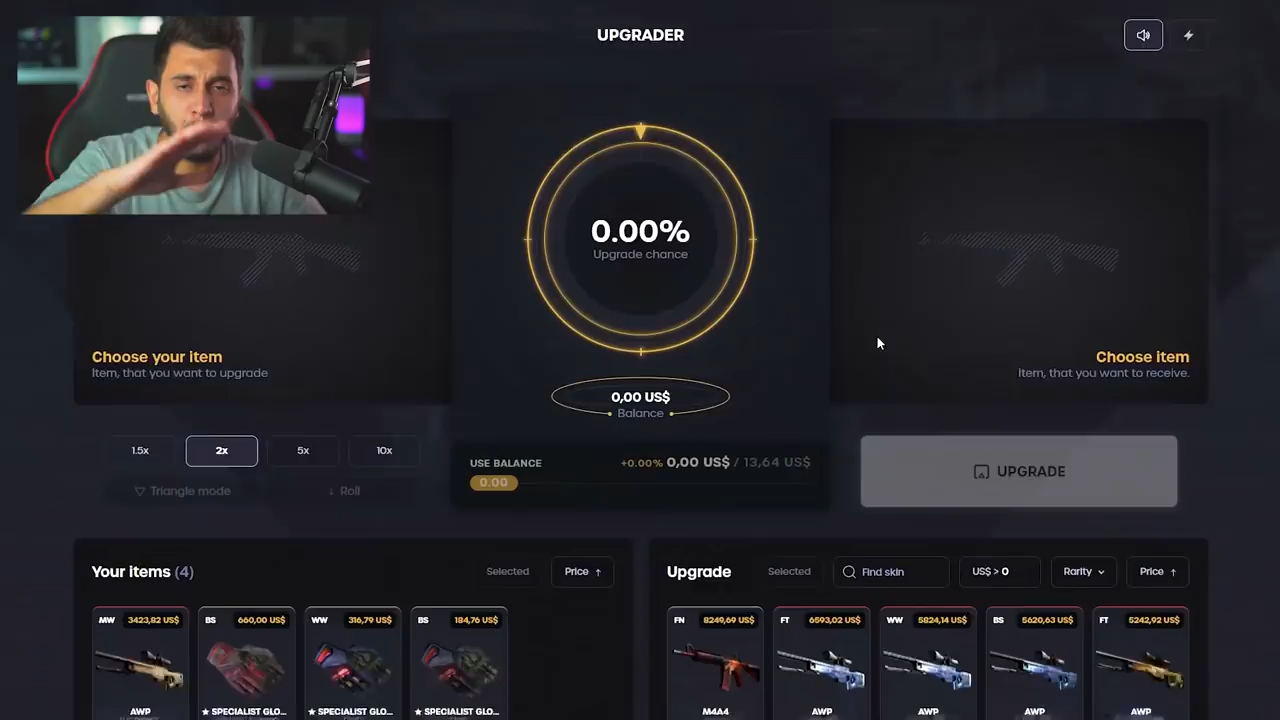 UPGRADER
0.00%
Upgrade chance
Choose your item
Item, that you want to upgrade
Choose item
Item, that you want to receive.
0,00 US$
Balance
1.5x
2x
5x
10x
Triangle mode
Roll
USE BALANCE
+0.00% 0,00 US$ / 13,64 US$
0.00
UPGRADE
Your items (4)
Selected
Price ↑
Upgrade
Selected
Find skin
US$ > 0
Rarity
Price ↑
MW 3423,82 US$
BS 660,00 US$
WW 316,79 US$
BS 184,76 US$
FN 8249,69 US$
FT 6593,02 US$
WW 5824,14 US$
BS 5620,63 US$
FT 5242,92 US$
AWP
★ SPECIALIST GLO...
★ SPECIALIST GLO...
★ SPECIALIST GLO...
M4A4
AWP
AWP
AWP
AWP